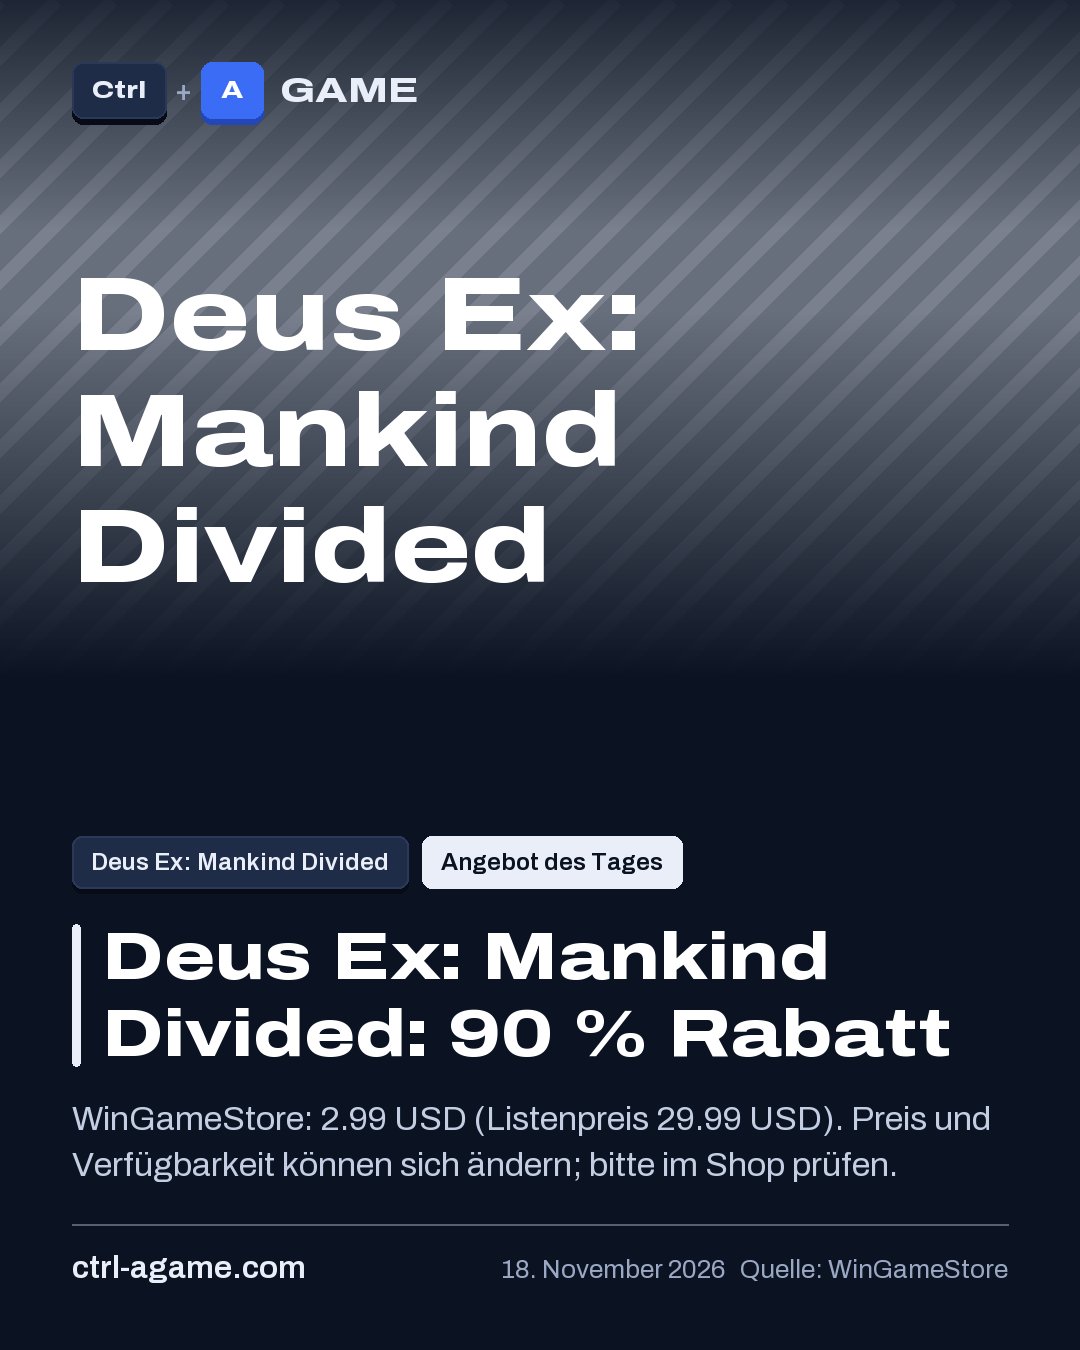 Ctrl + A GAME
Deus Ex:
Mankind
Divided
Deus Ex: Mankind Divided Angebot des Tages
Deus Ex: Mankind
Divided: 90 % Rabatt
WinGameStore: 2.99 USD (Listenpreis 29.99 USD). Preis und
Verfügbarkeit können sich ändern; bitte im Shop prüfen.
ctrl-agame.com 18. November 2026 Quelle: WinGameStore